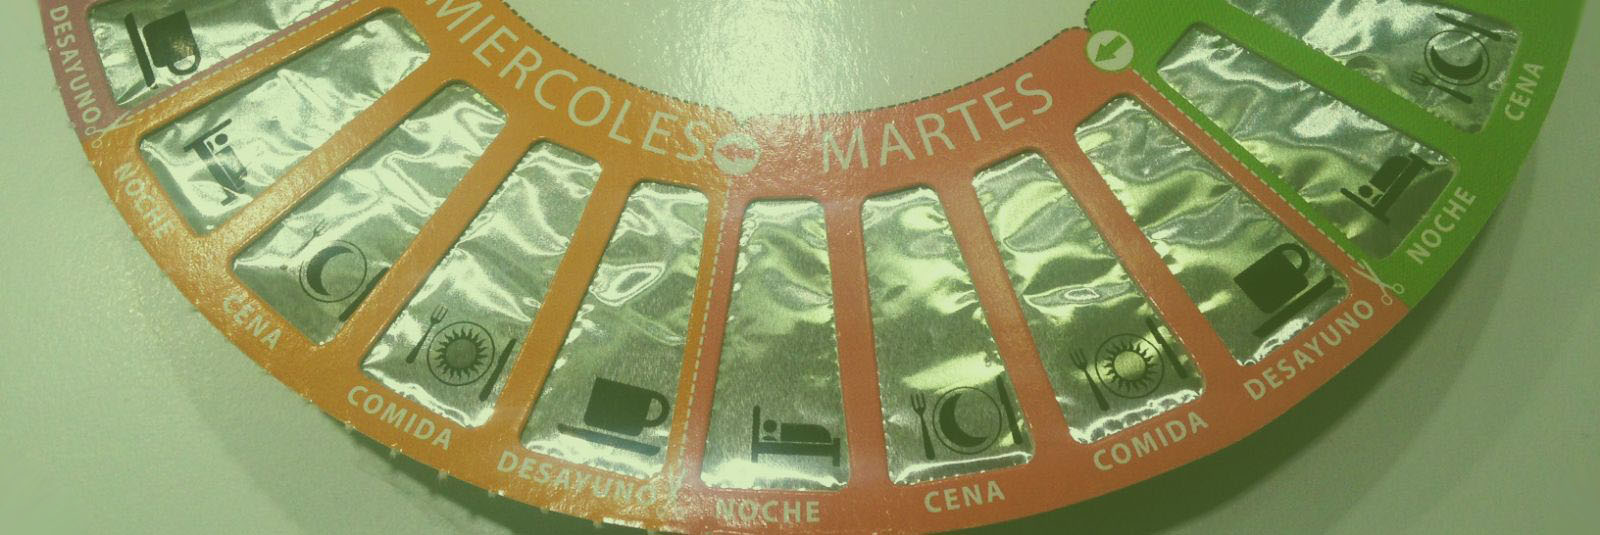 DESAYUNO
NOCHE
CENA
COMIDA
DESAYUNO
MIERCOLES
NOCHE
CENA
COMIDA
DESAYUNO
MARTES
NOCHE
CENA